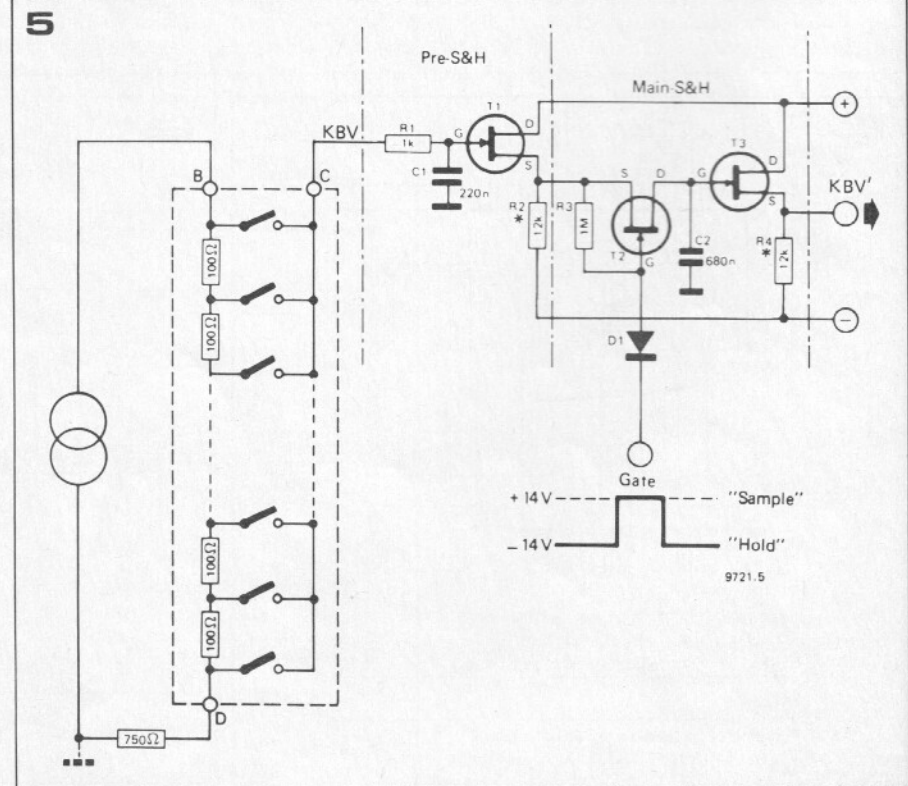 5
Pre-S&H
Main-S&H
KBV
R1
1k
G
T1
D
S
C1
220n
B
C
R2
*
12k
R3
1M
S
D
T2
G
G
T3
D
S
C2
680n
R4
*
12k
+
KBV'
−
D1
100Ω
100Ω
100Ω
100Ω
D
750Ω
Gate
+ 14V "Sample"
− 14V "Hold"
9721.5